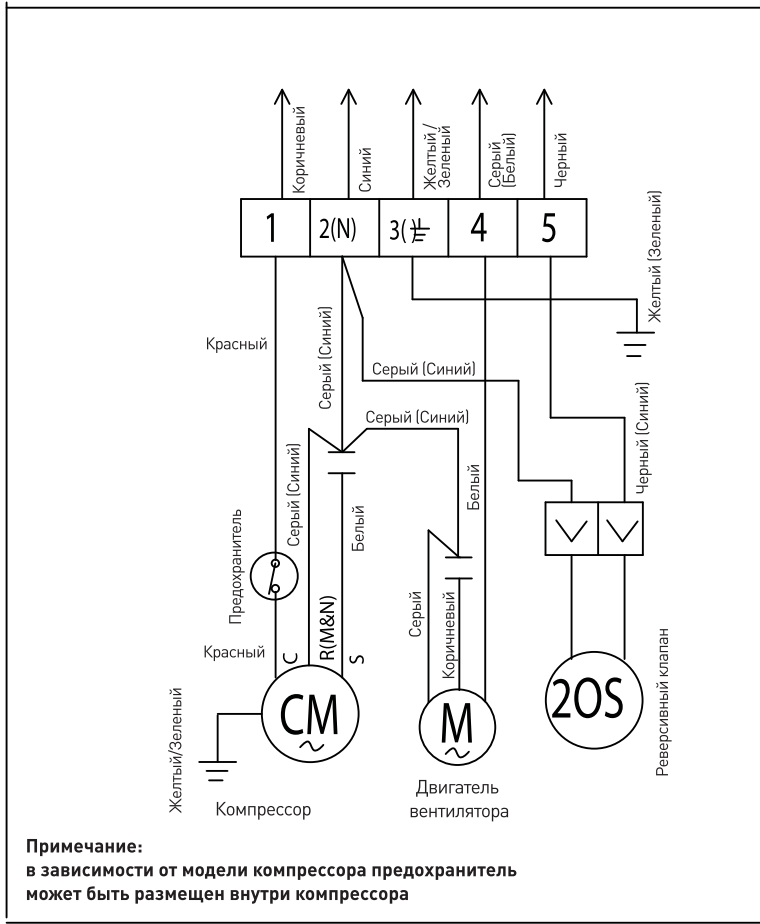 Коричневый
Синий
Желтый/
Зеленый
Серый
(Белый)
Черный
1
2(N)
3(⏚)
4
5
Желтый (Зеленый)
Красный
Серый (Синий)
Серый (Синий)
Серый (Синий)
Серый (Синий)
Белый
Белый
Черный (Синий)
Предохранитель
Серый
Коричневый
Красный
C
R(M&N)
S
CM
M
2OS
Реверсивный клапан
Желтый/Зеленый
Компрессор
Двигатель
вентилятора
Примечание:
в зависимости от модели компрессора предохранитель
может быть размещен внутри компрессора